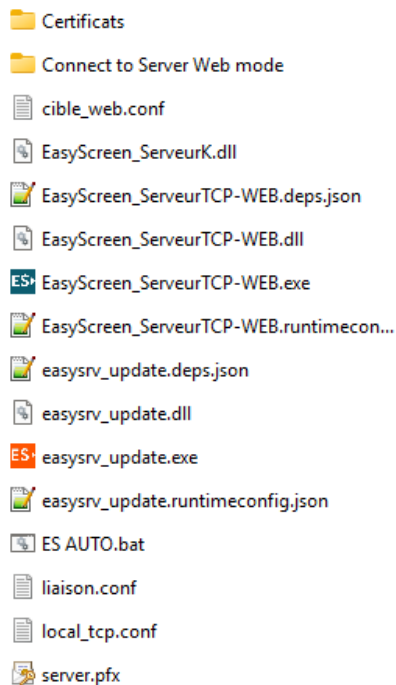 Certificats
Connect to Server Web mode
cible_web.conf
EasyScreen_ServeurK.dll
EasyScreen_ServeurTCP-WEB.deps.json
EasyScreen_ServeurTCP-WEB.dll
ES EasyScreen_ServeurTCP-WEB.exe
EasyScreen_ServeurTCP-WEB.runtimecon...
easysrv_update.deps.json
easysrv_update.dll
ES easysrv_update.exe
easysrv_update.runtimeconfig.json
ES AUTO.bat
liaison.conf
local_tcp.conf
server.pfx